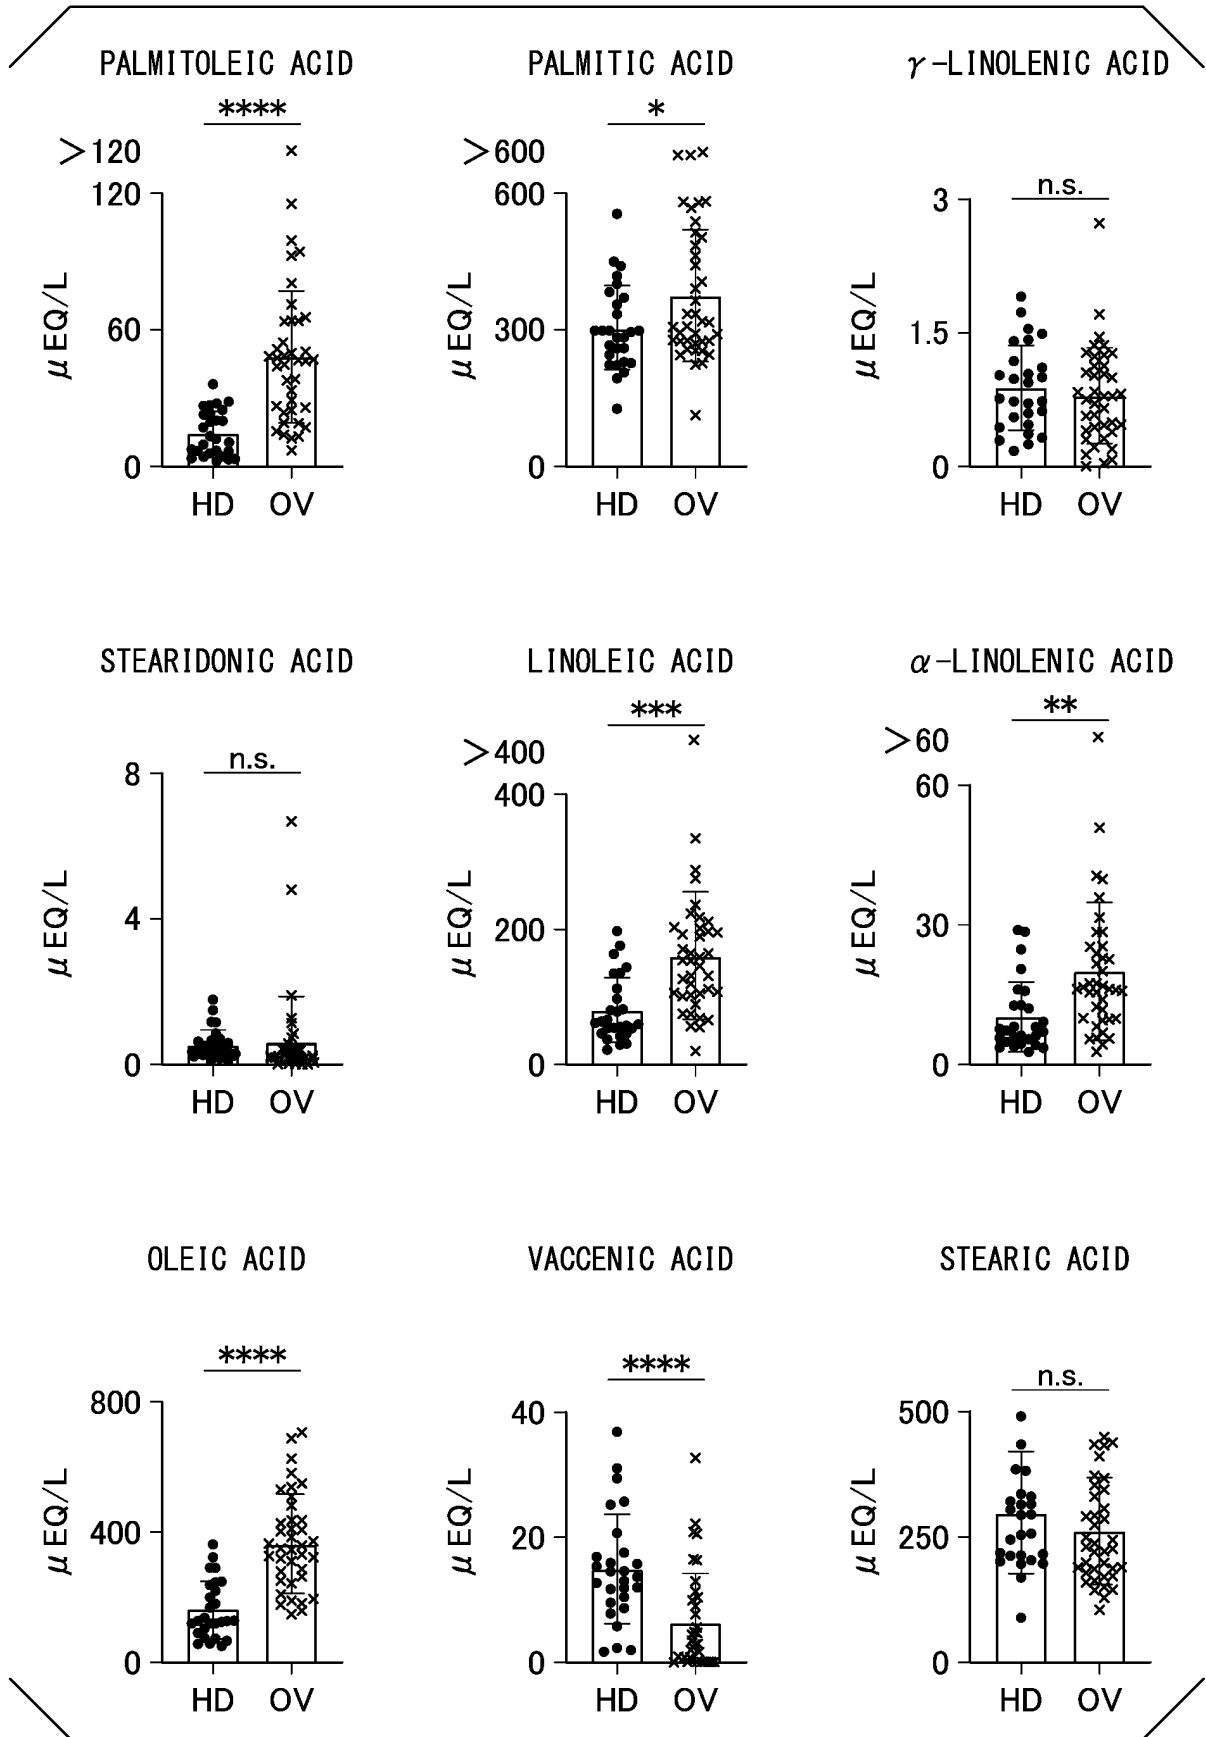 PALMITOLEIC ACID
****
>120
120
60
0
μEQ/L
HD OV
PALMITIC ACID
*
>600
600
300
0
μEQ/L
HD OV
γ-LINOLENIC ACID
n.s.
3
1.5
0
μEQ/L
HD OV
STEARIDONIC ACID
n.s.
8
4
0
μEQ/L
HD OV
LINOLEIC ACID
***
>400
400
200
0
μEQ/L
HD OV
α-LINOLENIC ACID
**
>60
60
30
0
μEQ/L
HD OV
OLEIC ACID
****
800
400
0
μEQ/L
HD OV
VACCENIC ACID
****
40
20
0
μEQ/L
HD OV
STEARIC ACID
n.s.
500
250
0
μEQ/L
HD OV